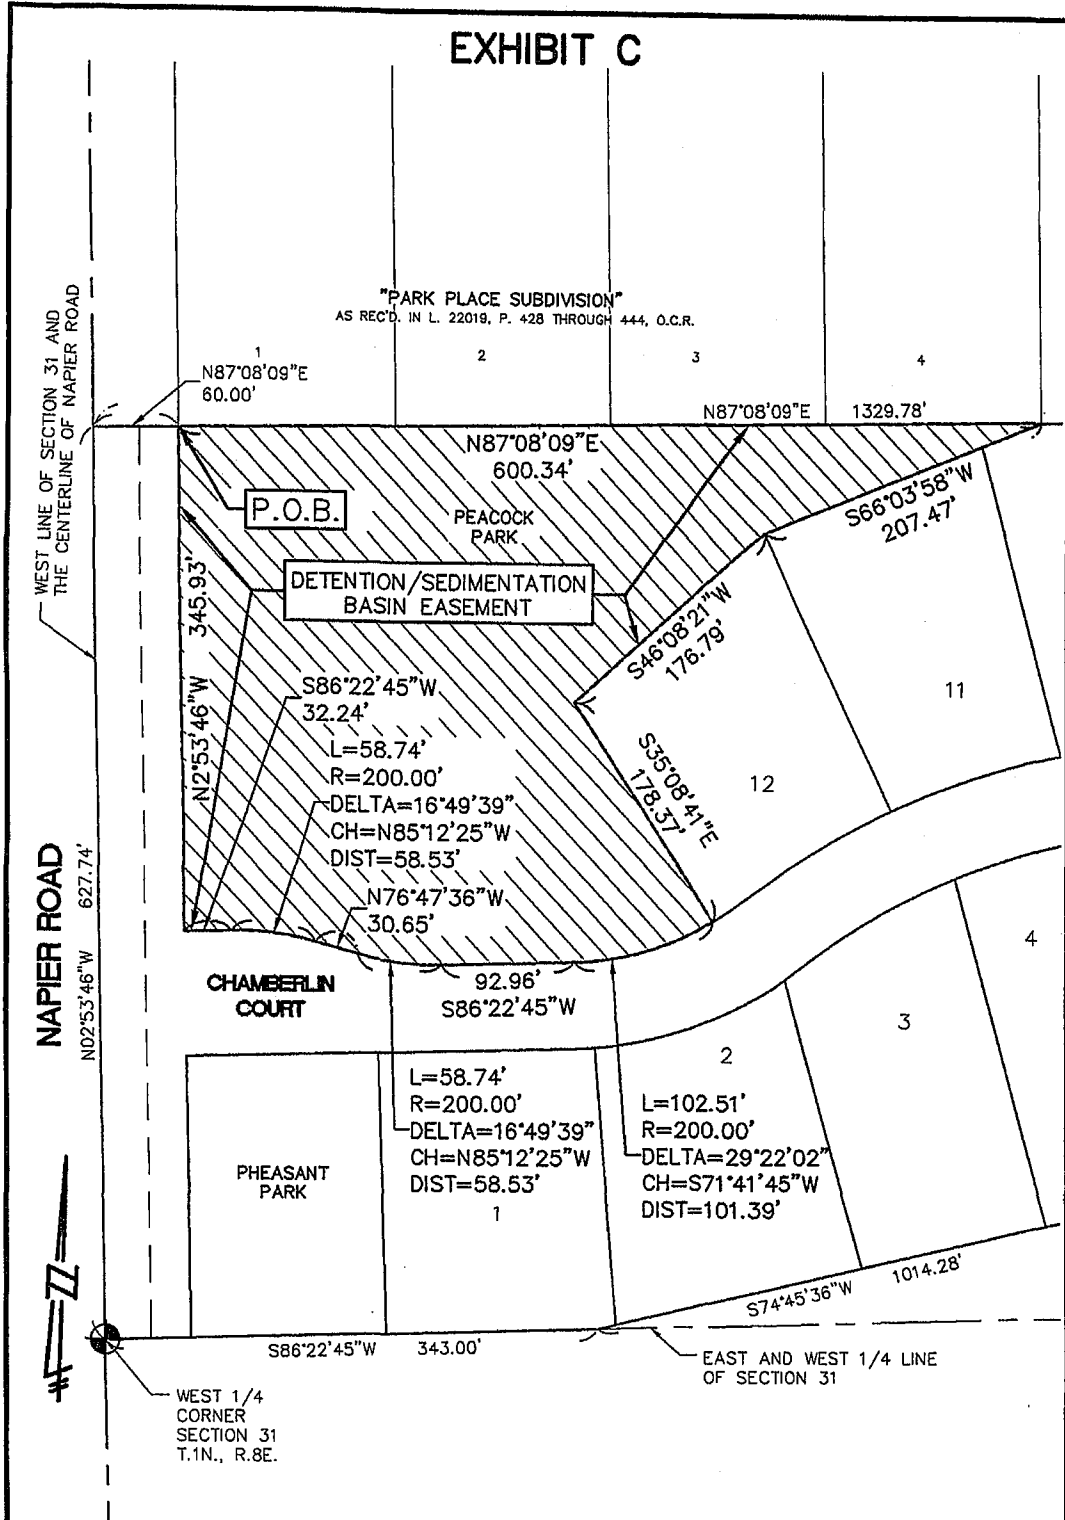 EXHIBIT C
"PARK PLACE SUBDIVISION"
AS REC'D. IN L. 22019, P. 428 THROUGH 444, O.C.R.
1
2
3
4
N87°08'09"E
60.00'
N87°08'09"E 1329.78'
WEST LINE OF SECTION 31 AND
THE CENTERLINE OF NAPIER ROAD
N87°08'09"E
600.34'
P.O.B.
PEACOCK
PARK
S66°03'58"W
207.47'
DETENTION/SEDIMENTATION
BASIN EASEMENT
N2°53'46"W 345.93'
S46°08'21"W
176.79'
S86°22'45"W
32.24'
L=58.74'
R=200.00'
DELTA=16°49'39"
CH=N85°12'25"W
DIST=58.53'
S35°08'41"E
178.37'
12
11
N76°47'36"W
30.65'
NAPIER ROAD
N02°53'46"W 627.74'
CHAMBERLIN
COURT
92.96'
S86°22'45"W
4
3
2
L=58.74'
R=200.00'
DELTA=16°49'39"
CH=N85°12'25"W
DIST=58.53'
1
L=102.51'
R=200.00'
DELTA=29°22'02"
CH=S71°41'45"W
DIST=101.39'
PHEASANT
PARK
N
S74°45'36"W 1014.28'
S86°22'45"W 343.00'
EAST AND WEST 1/4 LINE
OF SECTION 31
WEST 1/4
CORNER
SECTION 31
T.1N., R.8E.